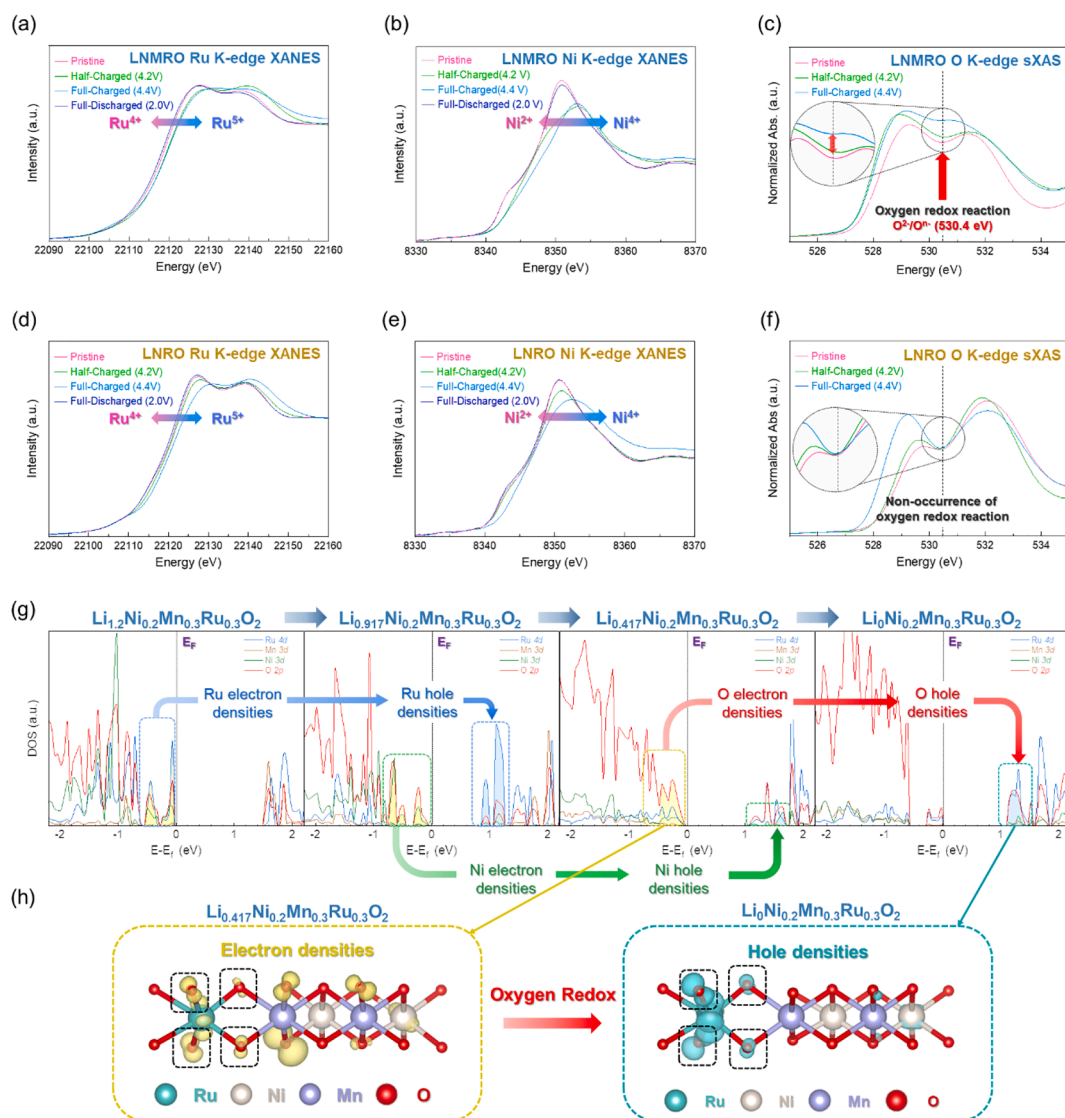 (a)
LNMRO Ru K-edge XANES
Pristine
Half-Charged (4.2V)
Full-Charged (4.4V)
Full-Discharged (2.0V)
Ru4+
Ru5+
Intensity (a.u.)
22090 22100 22110 22120 22130 22140 22150 22160
Energy (eV)
(b)
LNMRO Ni K-edge XANES
Pristine
Half-Charged(4.2 V)
Full-Charged(4.4 V)
Full-Discharged (2.0 V)
Ni2+
Ni4+
Intensity (a.u.)
8330 8340 8350 8360 8370
Energy (eV)
(c)
LNMRO O K-edge sXAS
Pristine
Half-Charged (4.2V)
Full-Charged (4.4V)
Oxygen redox reaction
O2-/On- (530.4 eV)
Normalized Abs. (a.u.)
526 528 530 532 534
Energy (eV)
(d)
LNRO Ru K-edge XANES
Pristine
Half-Charged (4.2V)
Full-Charged (4.4V)
Full-Discharged (2.0V)
Ru4+
Ru5+
Intensity (a.u.)
22090 22100 22110 22120 22130 22140 22150 22160
Energy (eV)
(e)
LNRO Ni K-edge XANES
Pristine
Half-Charged(4.2V)
Full-Charged(4.4V)
Full-Discharged (2.0V)
Ni2+
Ni4+
Intensity (a.u.)
8330 8340 8350 8360 8370
Energy (eV)
(f)
LNRO O K-edge sXAS
Pristine
Half-Charged (4.2V)
Full-Charged (4.4V)
Non-occurrence of
oxygen redox reaction
Normalized Abs (a.u.)
526 528 530 532 534
Energy (eV)
(g)
Li1.2Ni0.2Mn0.3Ru0.3O2
Li0.917Ni0.2Mn0.3Ru0.3O2
Li0.417Ni0.2Mn0.3Ru0.3O2
Li0Ni0.2Mn0.3Ru0.3O2
EF
Ru 4d
Mn 3d
Ni 3d
O 2p
EF
Ru 4d
Mn 3d
Ni 3d
O 2p
EF
Ru 4d
Mn 3d
Ni 3d
O 2p
EF
Ru 4d
Mn 3d
Ni 3d
O 2p
Ru electron
densities
Ru hole
densities
O electron
densities
O hole
densities
DOS (a.u.)
-2 -1 0 1 2 -2 -1 0 1 2 -2 -1 0 1 2 -2 -1 0 1 2
E-Ef (eV)
E-Ef (eV)
E-Ef (eV)
E-Ef (eV)
Ni electron
densities
Ni hole
densities
(h)
Li0.417Ni0.2Mn0.3Ru0.3O2
Li0Ni0.2Mn0.3Ru0.3O2
Electron densities
Oxygen Redox
Hole densities
Ru Ni Mn O
Ru Ni Mn O